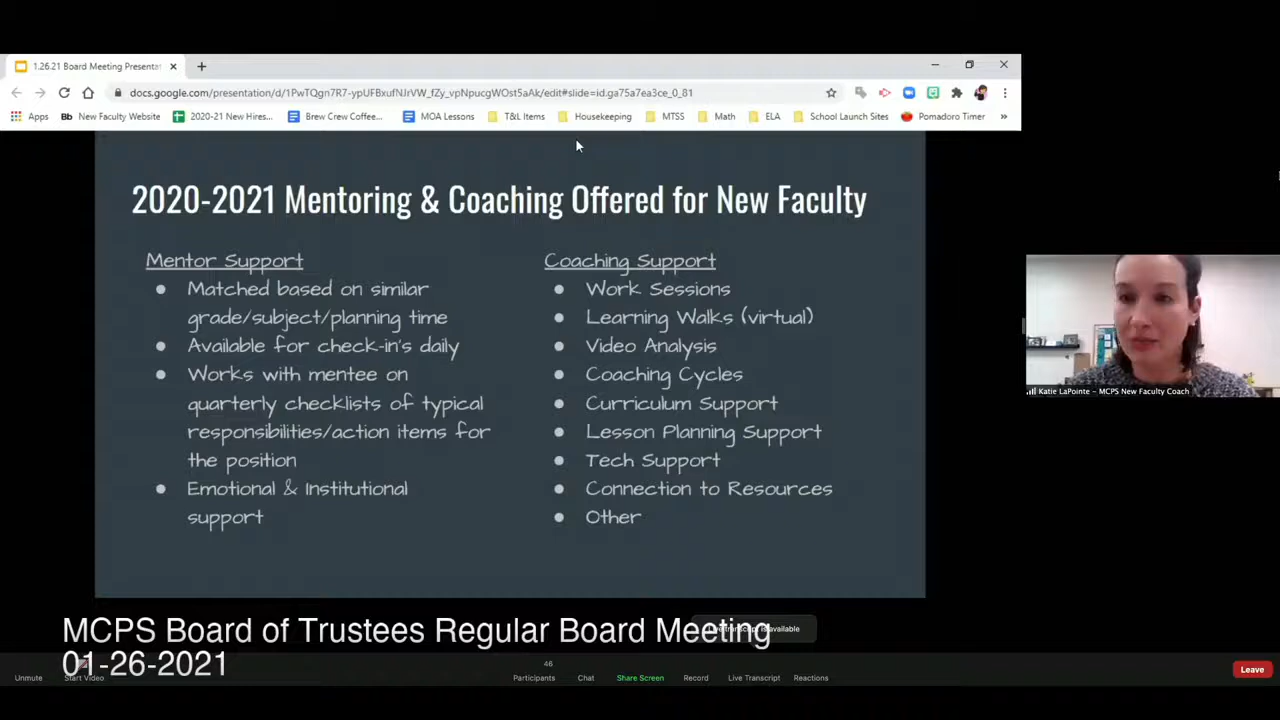 1.26.21 Board Meeting Presentat
docs.google.com/presentation/d/1PwTQgn7R7-ypUFBxufNJrVW_fZy_vpNpucgWOst5aAk/edit#slide=id.ga75a7ea3ce_0_81
Apps Bb New Faculty Website 2020-21 New Hires... Brew Crew Coffee... MOA Lessons T&L Items Housekeeping MTSS Math ELA School Launch Sites Pomadoro Timer »
2020-2021 Mentoring & Coaching Offered for New Faculty
Mentor Support
● Matched based on similar
grade/subject/planning time
● Available for check-in's daily
● Works with mentee on
quarterly checklists of typical
responsibilities/action items for
the position
● Emotional & Institutional
support
Coaching Support
● Work Sessions
● Learning Walks (virtual)
● Video Analysis
● Coaching Cycles
● Curriculum Support
● Lesson Planning Support
● Tech Support
● Connection to Resources
● Other
Katie LaPointe – MCPS New Faculty Coach
MCPS Board of Trustees Regular Board Meeting
is available
01-26-2021
46
Unmute Start Video Participants Chat Share Screen Record Live Transcript Reactions Leave